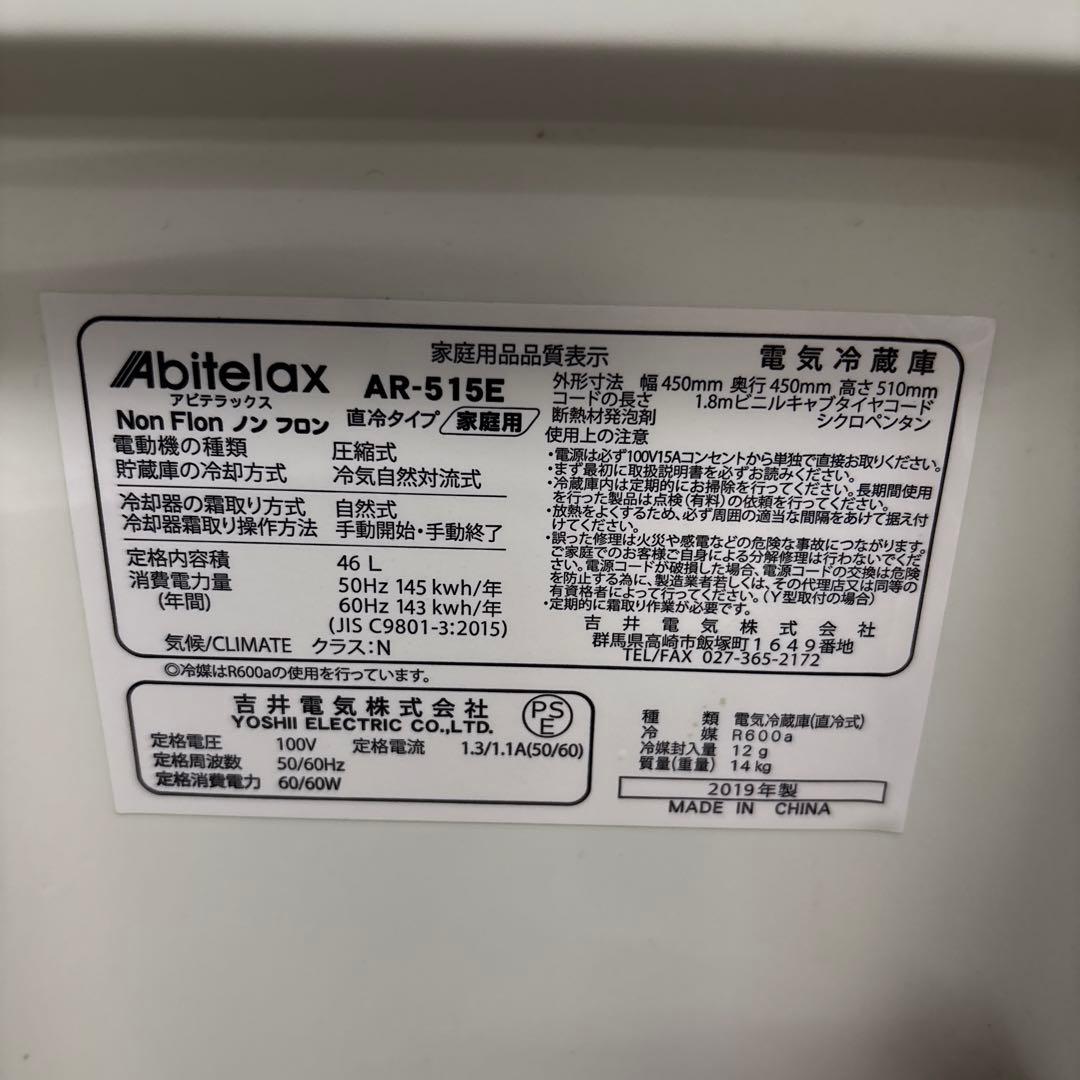 Abitelax
アビテラックス
家庭用品品質表示
電気冷蔵庫
AR-515E
Non Flon ノンフロン 直冷タイプ/家庭用
電動機の種類 圧縮式
貯蔵庫の冷却方式 冷気自然対流式
冷却器の霜取り方式 自然式
冷却器霜取り操作方法 手動開始・手動終了
定格内容積 46 L
消費電力量 50Hz 145 kwh/年
(年間) 60Hz 143 kwh/年
(JIS C9801-3:2015)
気候/CLIMATE クラス:N
外形寸法 幅450mm 奥行450mm 高さ510mm
コードの長さ 1.8mビニルキャブタイヤコード
断熱材発泡剤 シクロペンタン
使用上の注意
・電源は必ず100V15Aコンセントから単独で直接お取りください。
・まず最初に取扱説明書を必ずお読みください。
・冷蔵庫内は定期的にお掃除を行ってください。長期間使用
を行った製品は点検(有料)の依頼を行ってください。
・放熱をよくするため、必ず周囲の適当な間隔をあけて据え付
けてください。
・誤った修理は火災や感電などの危険な事故につながります。
ご家庭でのお客様ご自身による分解修理は行わないでくだ
さい。電源コードが破損した場合、電源コードの交換は危険
を防止する為に、製造業者若しくは、その代理店又は同等の
有資格者によって行ってください。(Y型取付の場合)
・定期的に霜取り作業が必要です。
吉井電気株式会社
群馬県高崎市飯塚町1649番地
TEL/FAX 027-365-2172
◎冷媒はR600aの使用を行っています。
吉井電気株式会社
YOSHII ELECTRIC CO.,LTD.
PSE
定格電圧 100V 定格電流 1.3/1.1A(50/60)
定格周波数 50/60Hz
定格消費電力 60/60W
種類 電気冷蔵庫(直冷式)
冷媒 R600a
冷媒封入量 12g
質量(重量) 14kg
2019年製
MADE IN CHINA